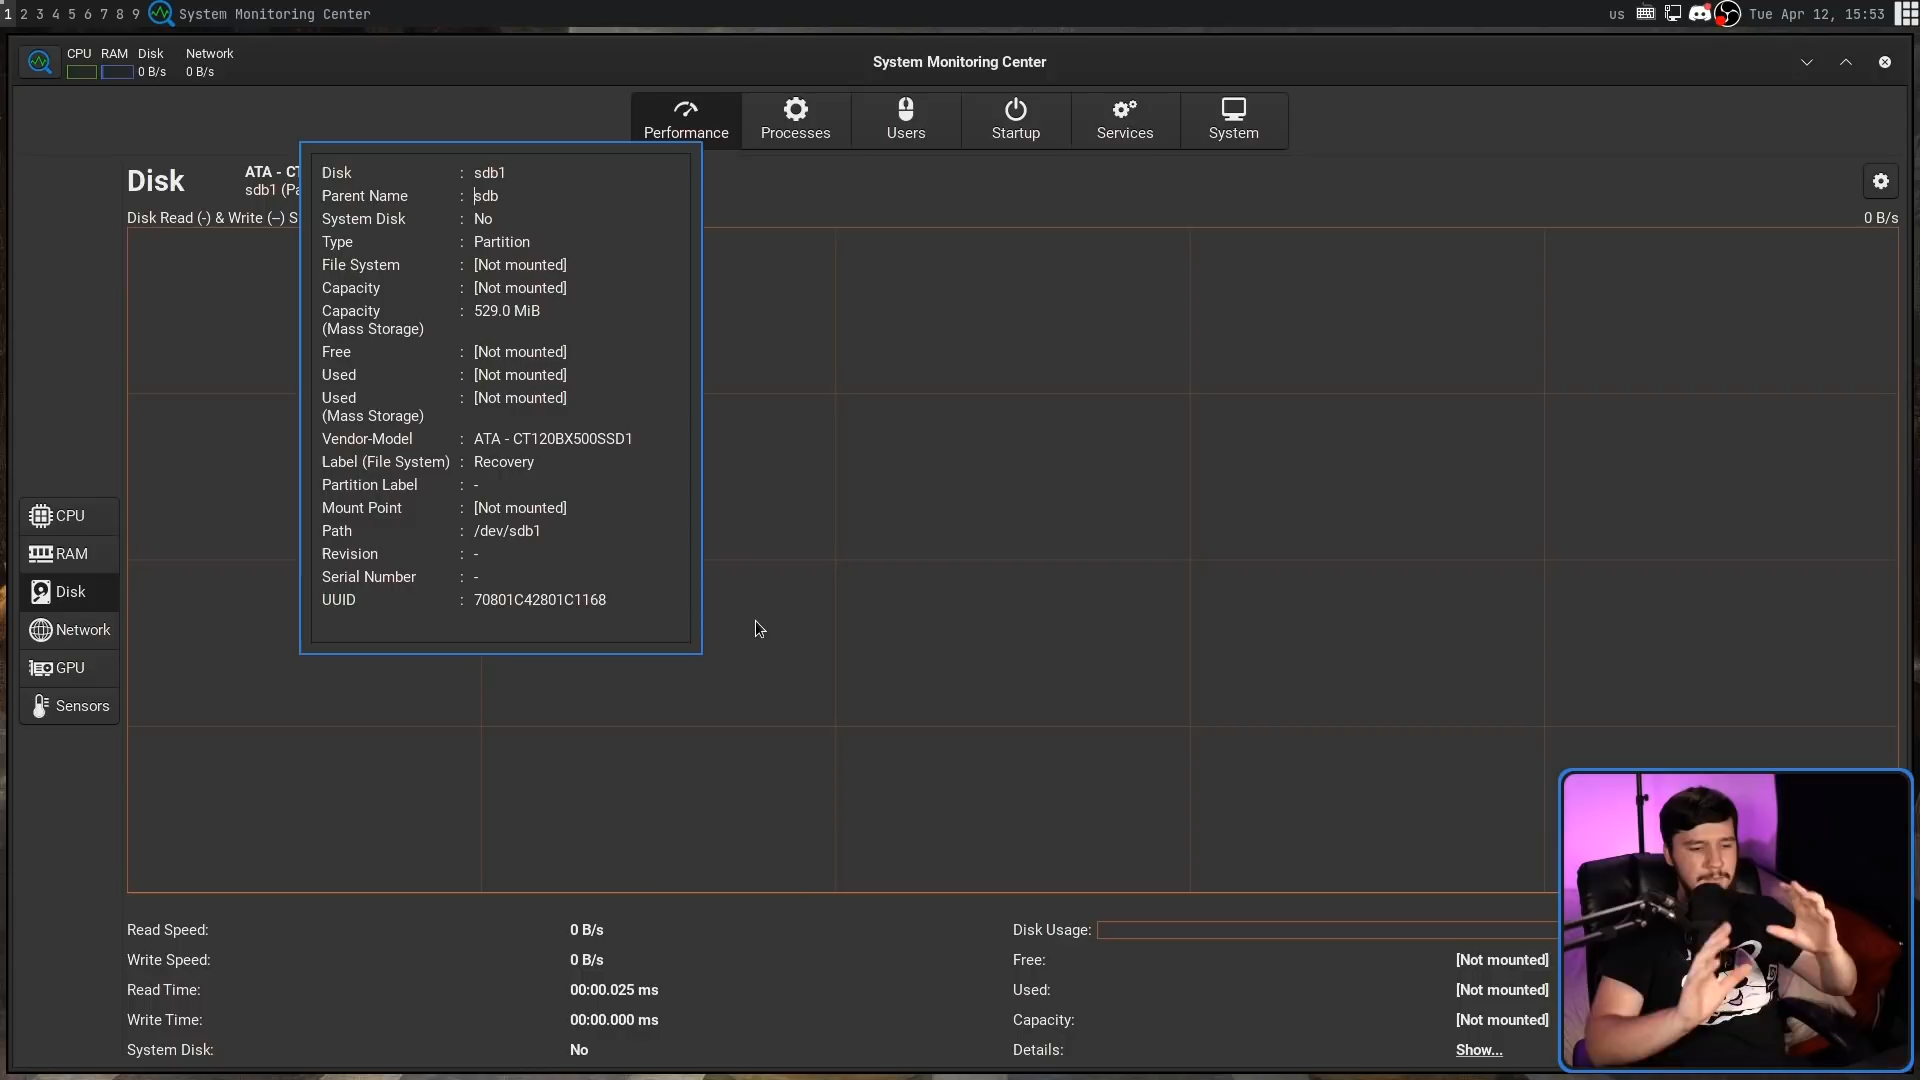 1 2 3 4 5 6 7 8 9 System Monitoring Center
us Tue Apr 12, 15:53
CPU RAM Disk Network
0 B/s 0 B/s
System Monitoring Center
Performance Processes Users Startup Services System
Disk
ATA - CT
sdb1 (Pa
Disk Read (-) & Write (--) S
0 B/s
Disk : sdb1
Parent Name : sdb
System Disk : No
Type : Partition
File System : [Not mounted]
Capacity : [Not mounted]
Capacity : 529.0 MiB
(Mass Storage)
Free : [Not mounted]
Used : [Not mounted]
Used : [Not mounted]
(Mass Storage)
Vendor-Model : ATA - CT120BX500SSD1
Label (File System) : Recovery
Partition Label : -
Mount Point : [Not mounted]
Path : /dev/sdb1
Revision : -
Serial Number : -
UUID : 70801C42801C1168
CPU
RAM
Disk
Network
GPU
Sensors
Read Speed: 0 B/s
Write Speed: 0 B/s
Read Time: 00:00.025 ms
Write Time: 00:00.000 ms
System Disk: No
Disk Usage:
Free: [Not mounted]
Used: [Not mounted]
Capacity: [Not mounted]
Details: Show...